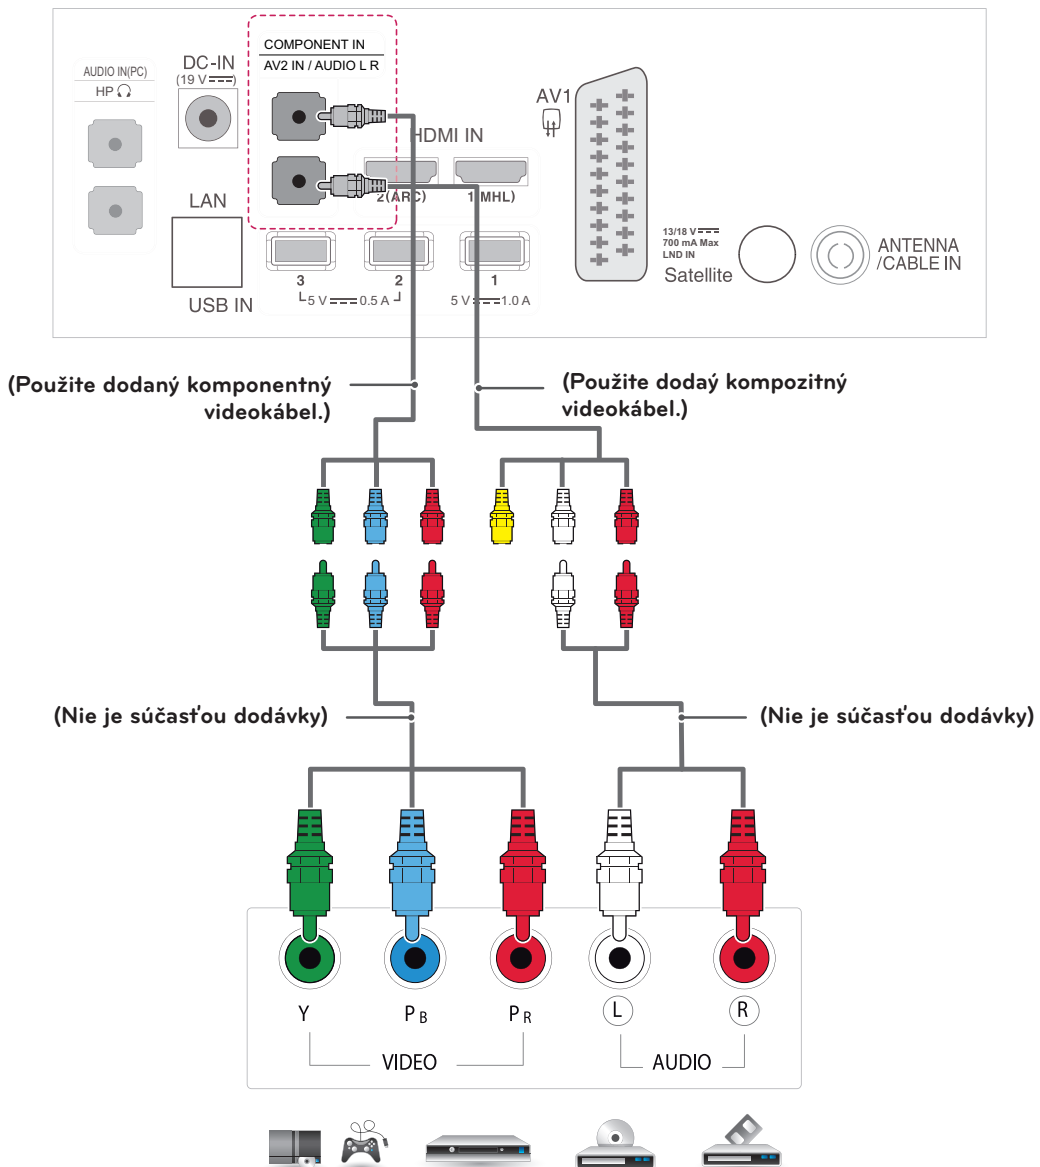 COMPONENT IN
AV2 IN / AUDIO L R
AUDIO IN(PC)
HP
DC-IN
(19 V )
AV1
HDMI IN
2(ARC)
1(MHL)
LAN
USB IN
3
2
1
5 V 0.5 A
5 V 1.0 A
13/18 V
700 mA Max
LND IN
Satellite
ANTENNA
/CABLE IN
(Použite dodaný komponentný
videokábel.)
(Použite dodaý kompozitný
videokábel.)
(Nie je súčasťou dodávky)
(Nie je súčasťou dodávky)
Y
PB
PR
L
R
VIDEO
AUDIO